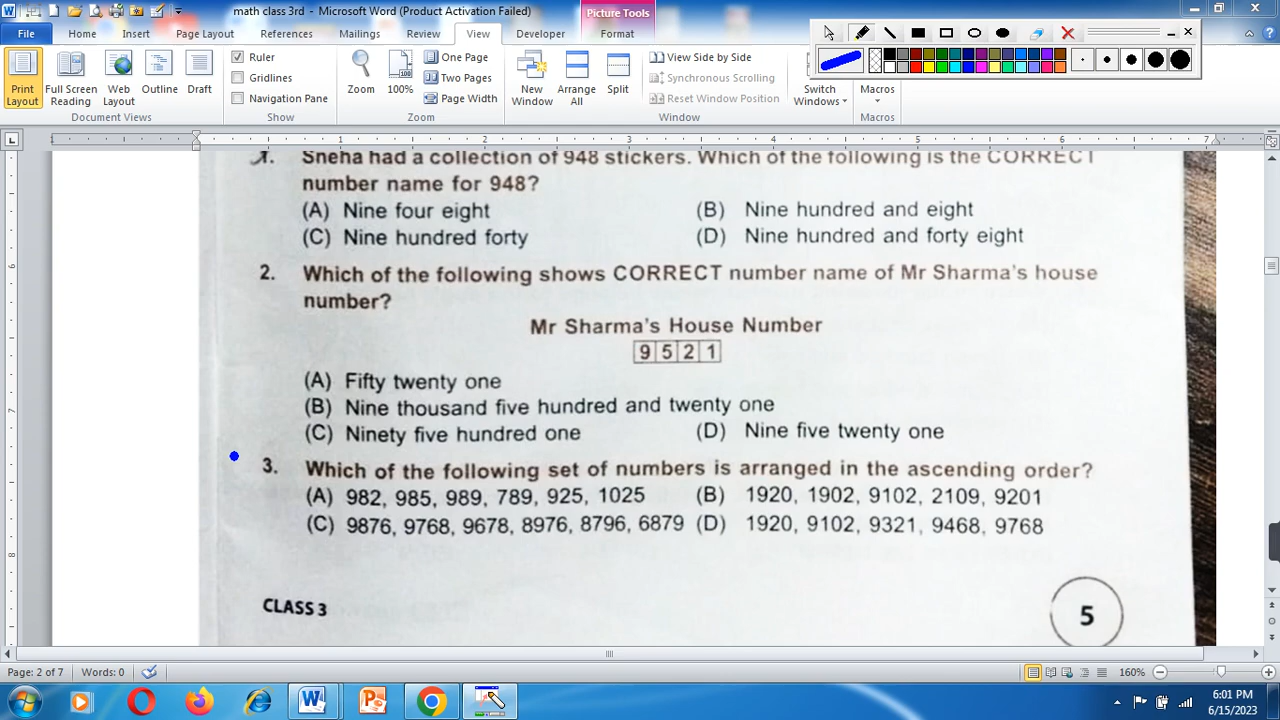 math class 3rd - Microsoft Word (Product Activation Failed)
Picture Tools
File Home Insert Page Layout References Mailings Review View Developer Format
Print Layout
Full Screen Reading
Web Layout
Outline
Draft
Document Views
Ruler
Gridlines
Navigation Pane
Show
Zoom
100%
One Page
Two Pages
Page Width
Zoom
New Window
Arrange All
Split
View Side by Side
Synchronous Scrolling
Reset Window Position
Window
Switch Windows
Macros
Macros
1. Sneha had a collection of 948 stickers. Which of the following is the CORRECT
number name for 948?
(A) Nine four eight (B) Nine hundred and eight
(C) Nine hundred forty (D) Nine hundred and forty eight
2. Which of the following shows CORRECT number name of Mr Sharma's house
number?
Mr Sharma's House Number
9 5 2 1
(A) Fifty twenty one
(B) Nine thousand five hundred and twenty one
(C) Ninety five hundred one (D) Nine five twenty one
3. Which of the following set of numbers is arranged in the ascending order?
(A) 982, 985, 989, 789, 925, 1025 (B) 1920, 1902, 9102, 2109, 9201
(C) 9876, 9768, 9678, 8976, 8796, 6879 (D) 1920, 9102, 9321, 9468, 9768
CLASS 3
5
Page: 2 of 7 Words: 0 160%
6:01 PM
6/15/2023